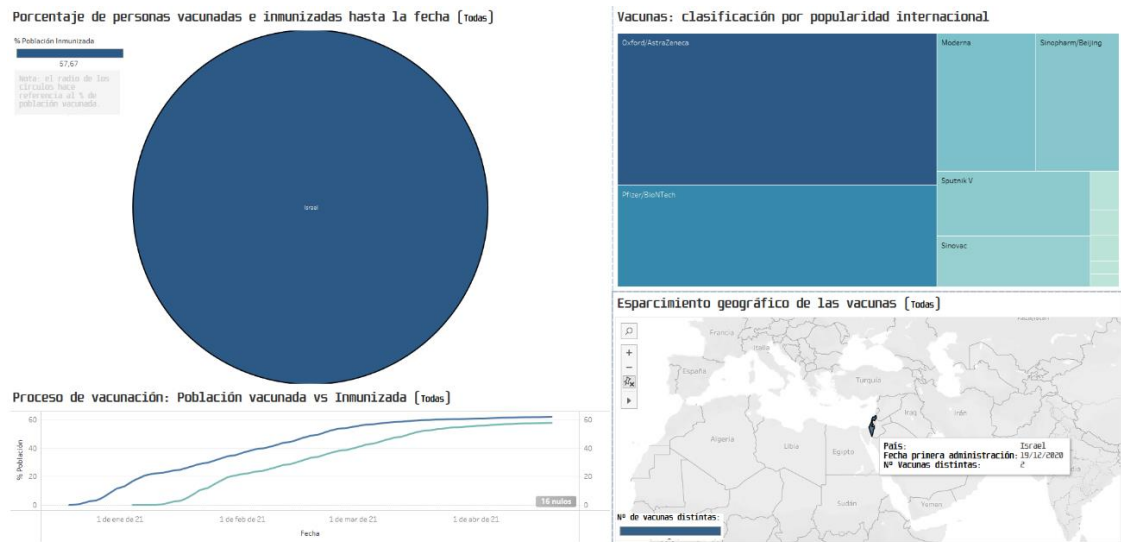 Porcentaje de personas vacunadas e inmunizadas hasta la fecha (Todas)
% Población Inmunizada
57,67
Nota: el radio de los
círculos hace
referencia al % de
población vacunada.
Israel
Proceso de vacunación: Población vacunada vs Inmunizada (Todas)
% Población
60
40
20
0
60
40
20
0
16 nulos
1 de ene de 21
1 de feb de 21
1 de mar de 21
1 de abr de 21
Fecha
Vacunas: clasificación por popularidad internacional
Oxford/AstraZeneca
Moderna
Sinopharm/Beijing
Pfizer/BioNTech
Sputnik V
Sinovac
Esparcimiento geográfico de las vacunas (Todas)
Francia
Italia
España
Turquía
Iraq
Irán
Argelia
Libia
Egipto
Sudán
Yemen
País: Israel
Fecha primera administración: 19/12/2020
Nº Vacunas distintas: 2
Nº de vacunas distintas: